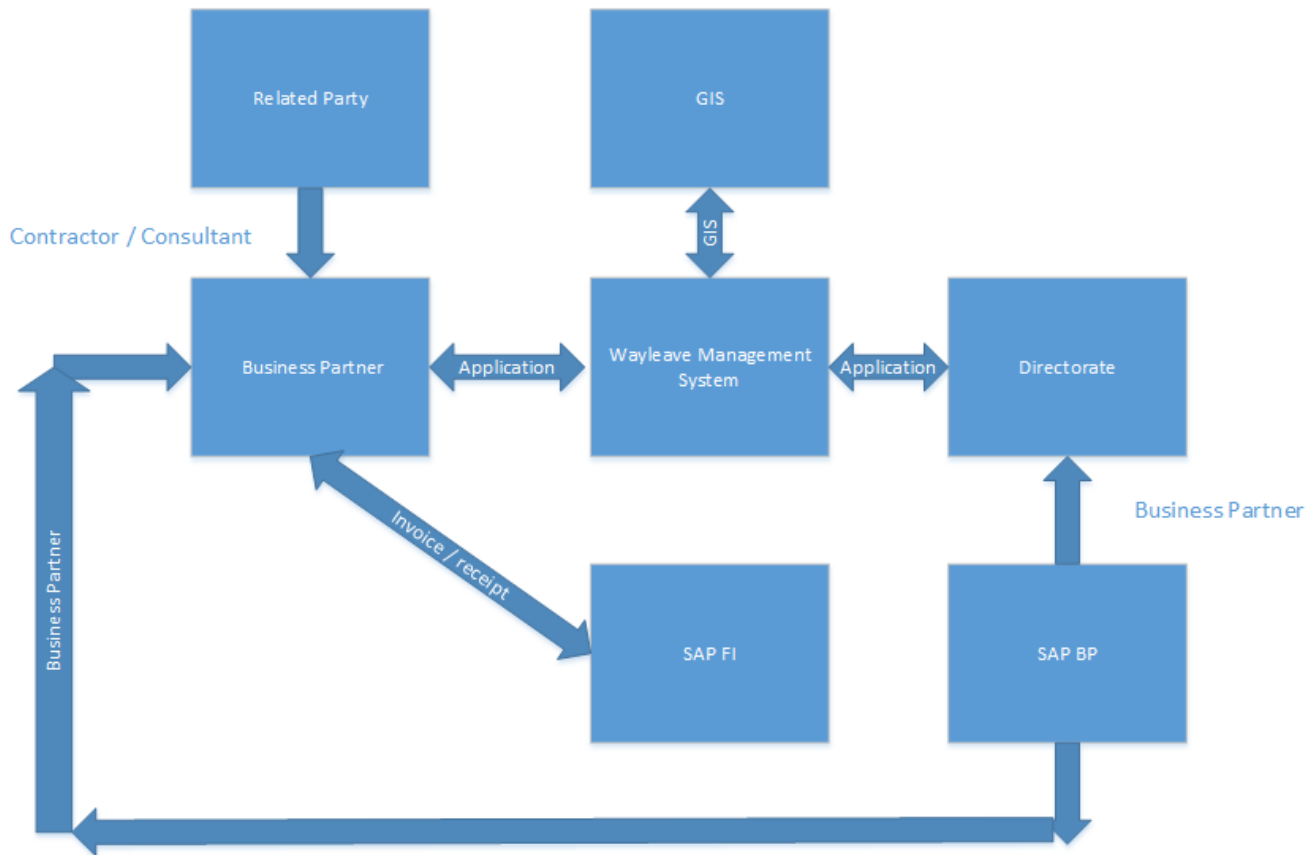 Related Party
GIS
Contractor / Consultant
GIS
Business Partner
Application
Wayleave Management
System
Application
Directorate
Business Partner
Invoice / receipt
Business Partner
SAP FI
SAP BP